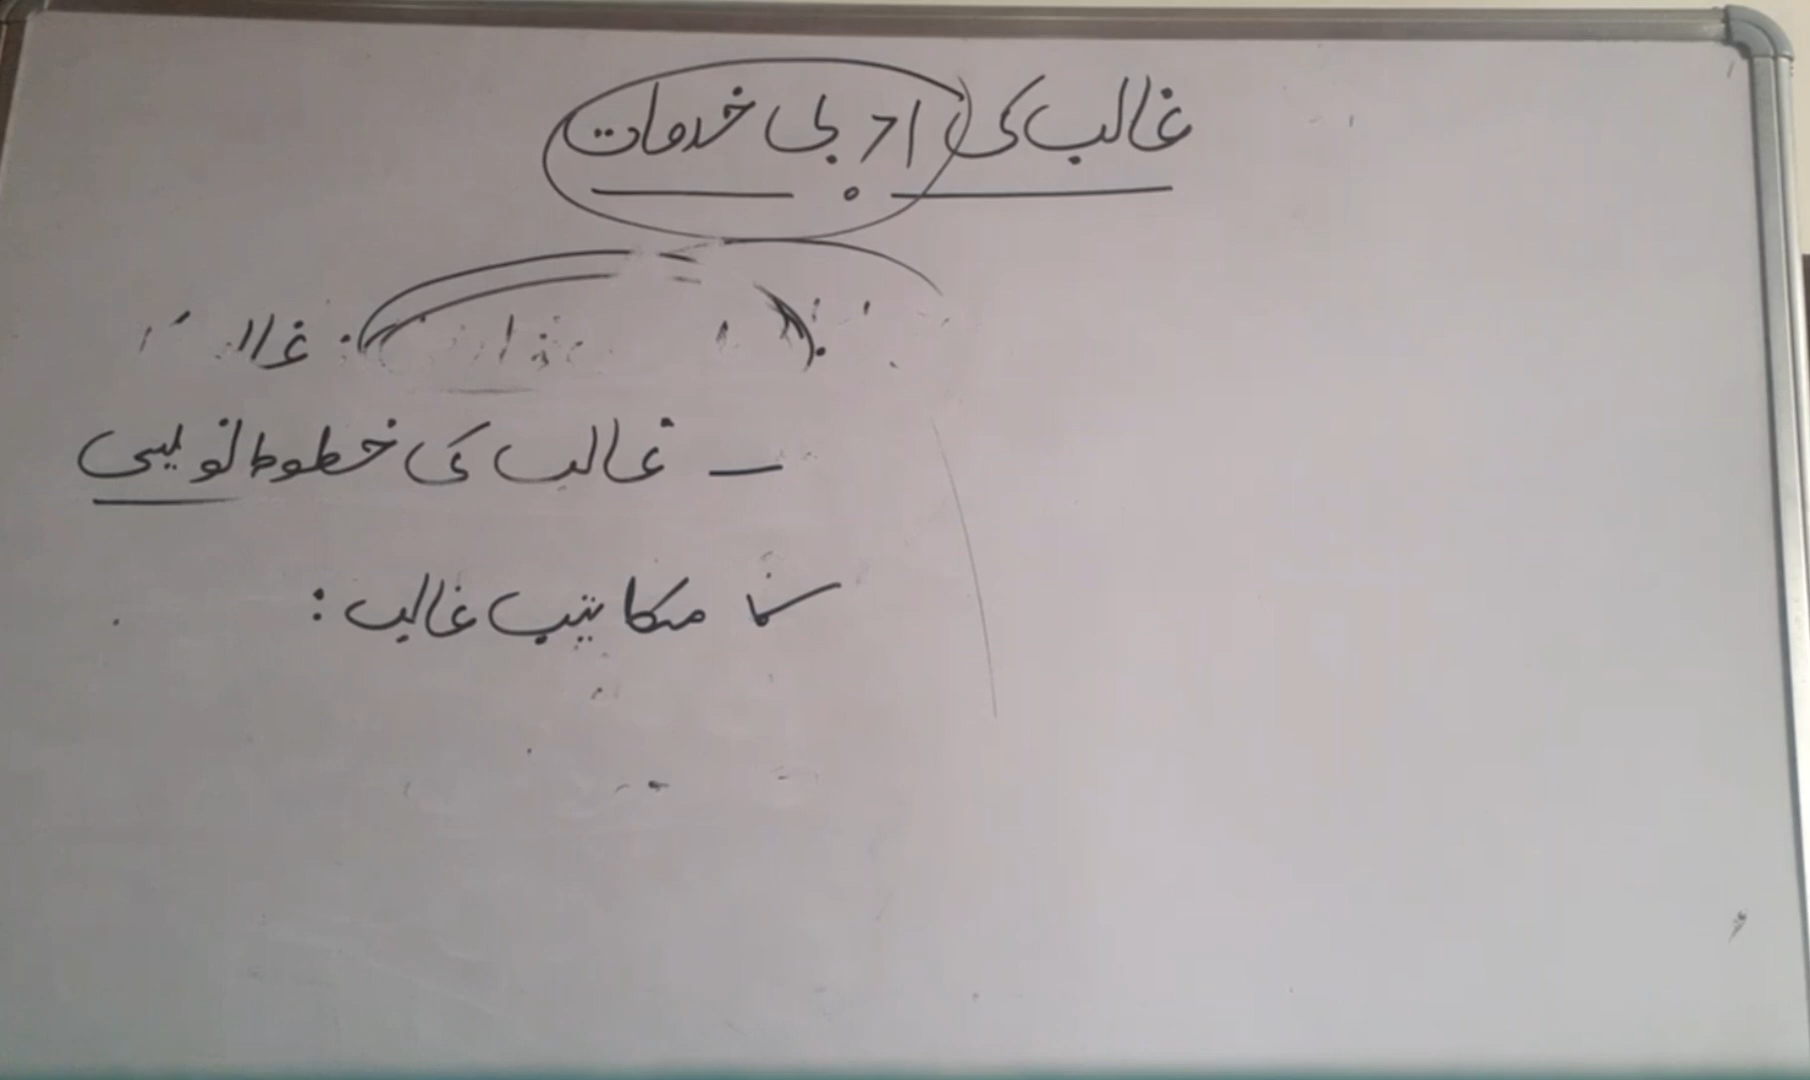 غالب کی ادبی خدمات
– غالب کی خطوط نویسی
مکاتیب غالب :